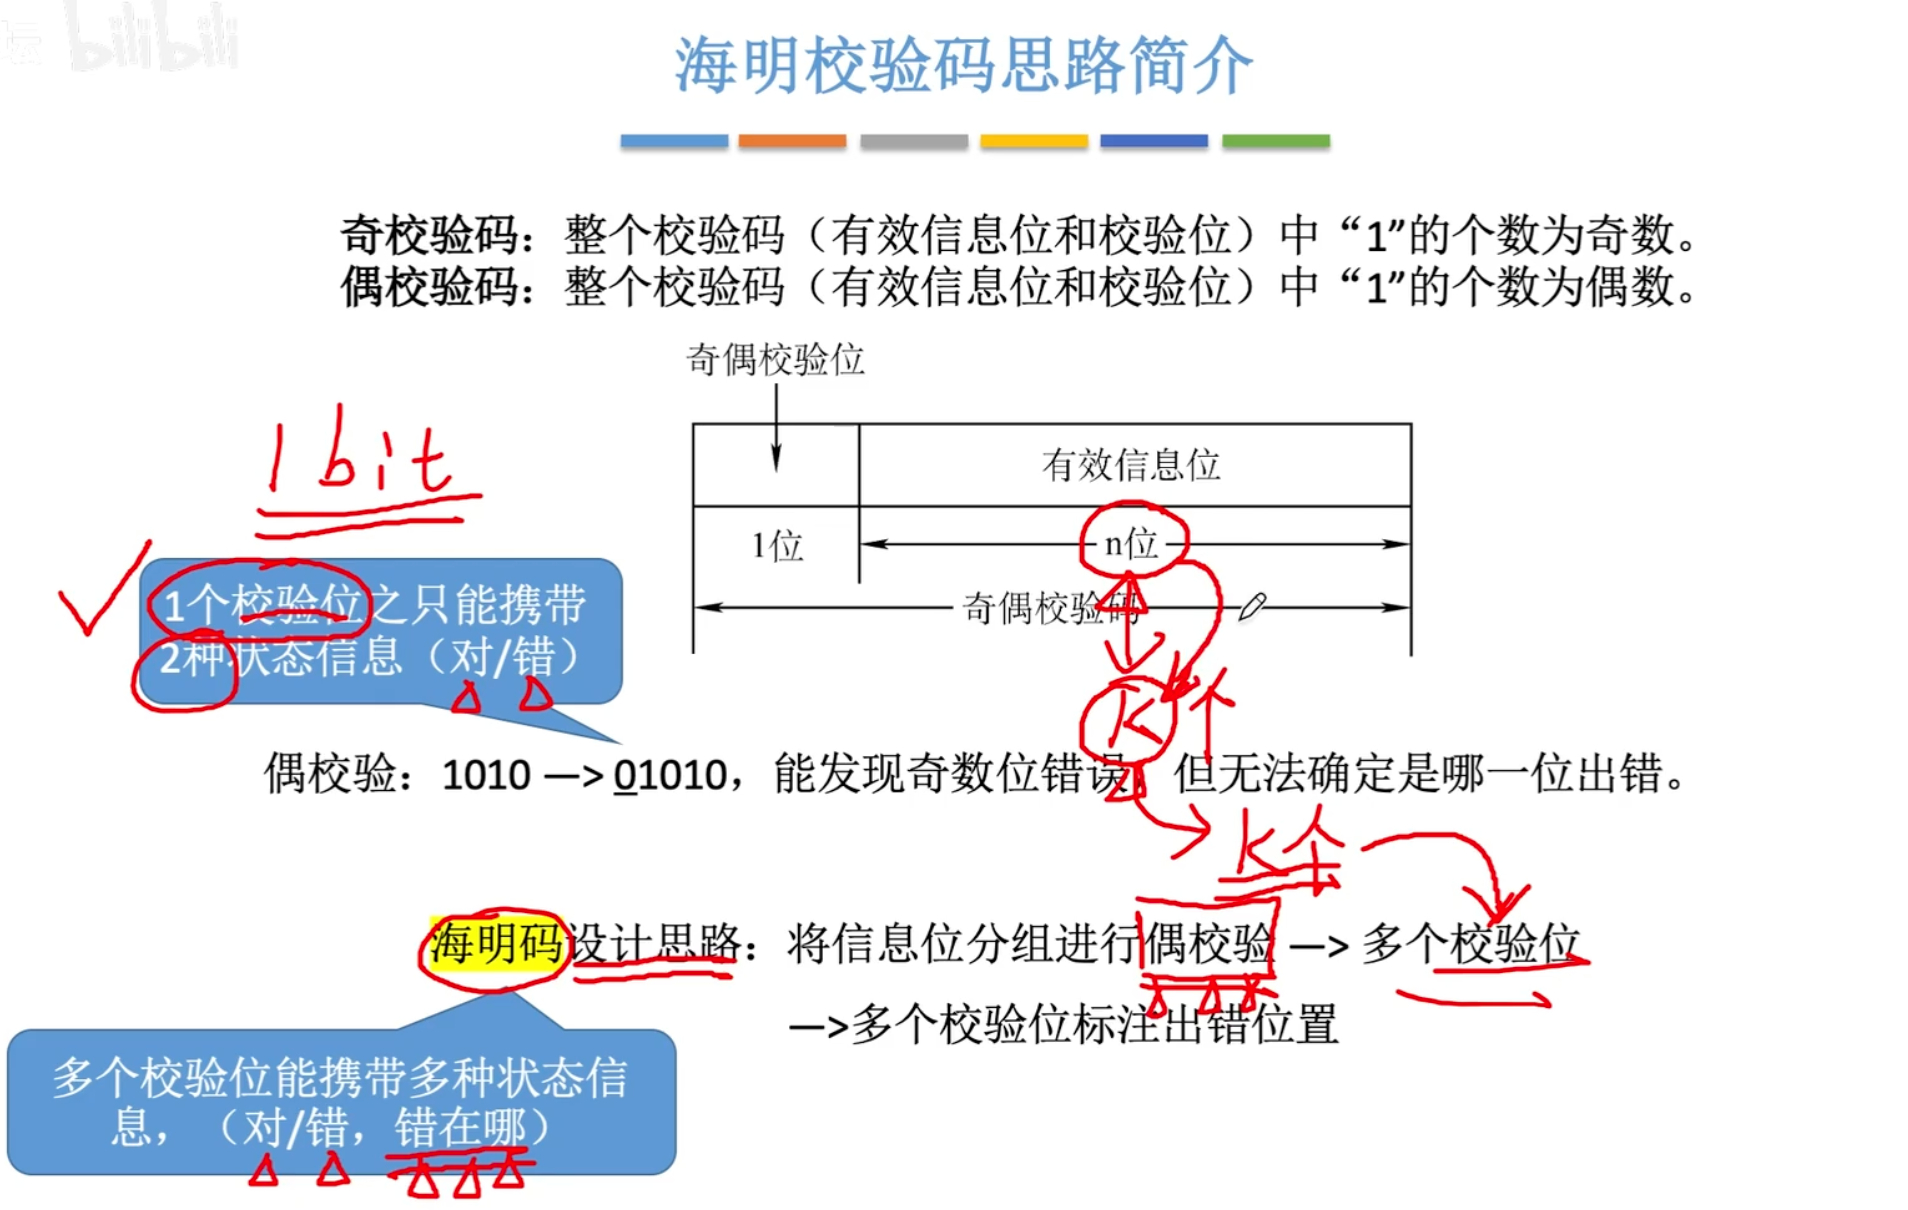 坛 bilibili
海明校验码思路简介
奇校验码：整个校验码（有效信息位和校验位）中“1”的个数为奇数。
偶校验码：整个校验码（有效信息位和校验位）中“1”的个数为偶数。
奇偶校验位
有效信息位
1位
n位
奇偶校验码
1bit
1个校验位之只能携带
2种状态信息（对/错）
K个
偶校验：1010 —> 01010，能发现奇数位错误，但无法确定是哪一位出错。
K个
海明码设计思路：将信息位分组进行偶校验 —> 多个校验位
—>多个校验位标注出错位置
多个校验位能携带多种状态信
息，（对/错，错在哪）